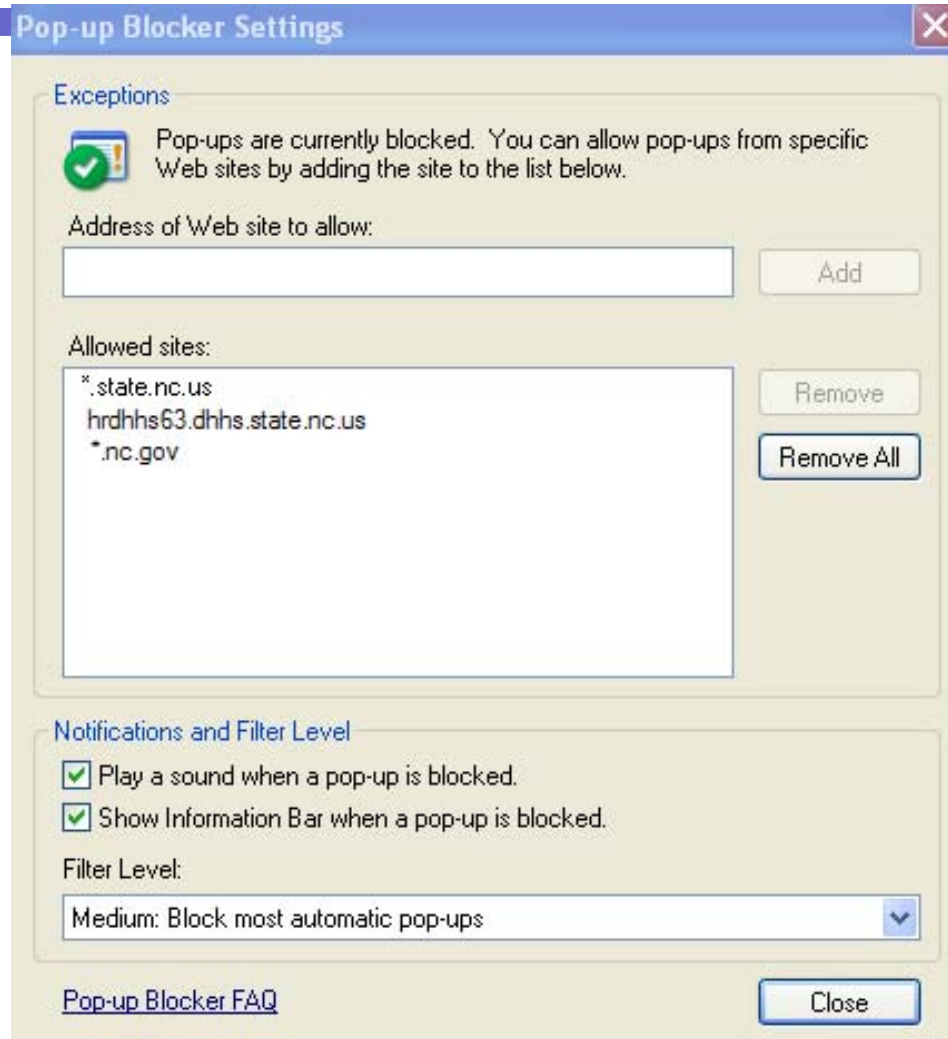 Pop-up Blocker Settings
Exceptions
Pop-ups are currently blocked. You can allow pop-ups from specific
Web sites by adding the site to the list below.
Address of Web site to allow:
Add
Allowed sites:
*.state.nc.us
hrdhhs63.dhhs.state.nc.us
*.nc.gov
Remove
Remove All
Notifications and Filter Level
Play a sound when a pop-up is blocked.
Show Information Bar when a pop-up is blocked.
Filter Level:
Medium: Block most automatic pop-ups
Pop-up Blocker FAQ
Close